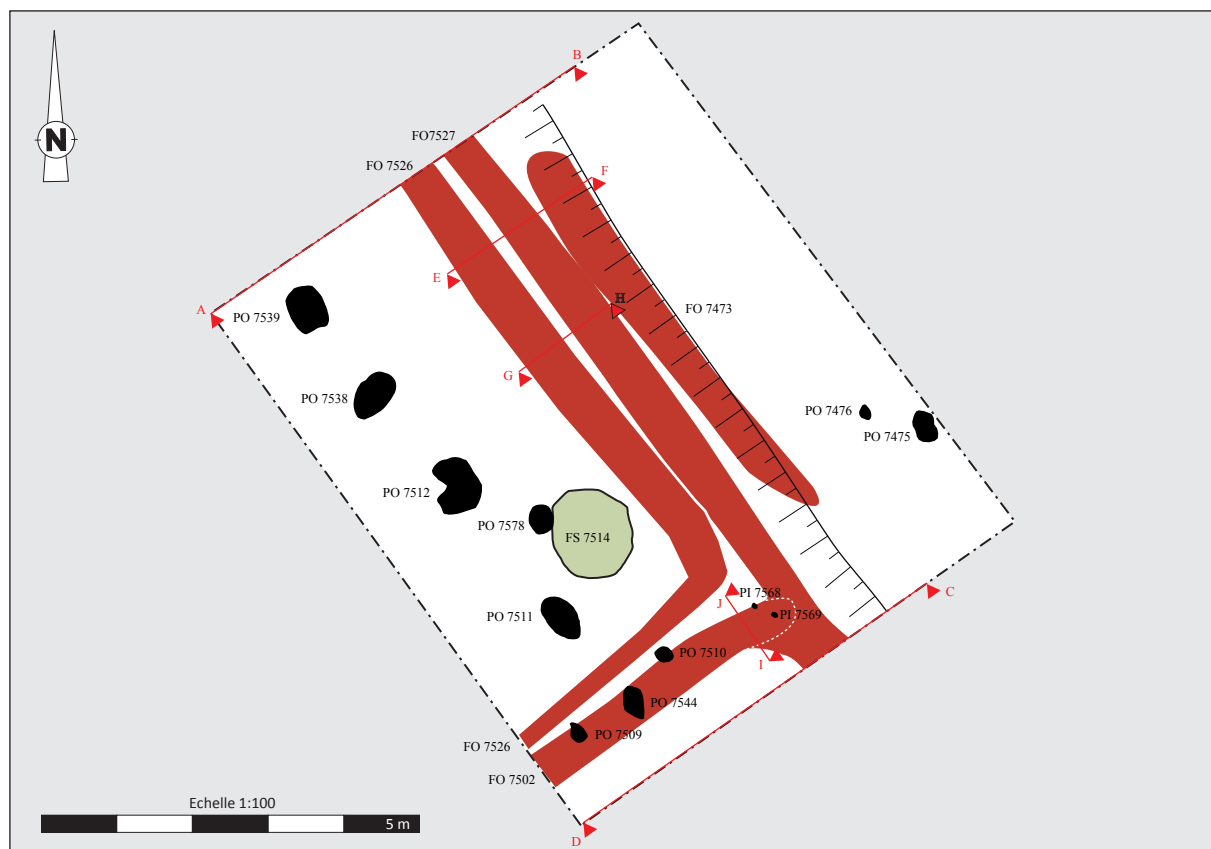 B
FO7527
FO 7526
F
N
E
H
A
PO 7539
FO 7473
G
PO 7538
PO 7476
PO 7475
PO 7512
PO 7578
FS 7514
PI 7568
C
J
PO 7511
PI 7569
PO 7510
I
PO 7544
PO 7509
FO 7526
FO 7502
Echelle 1:100
5 m
D